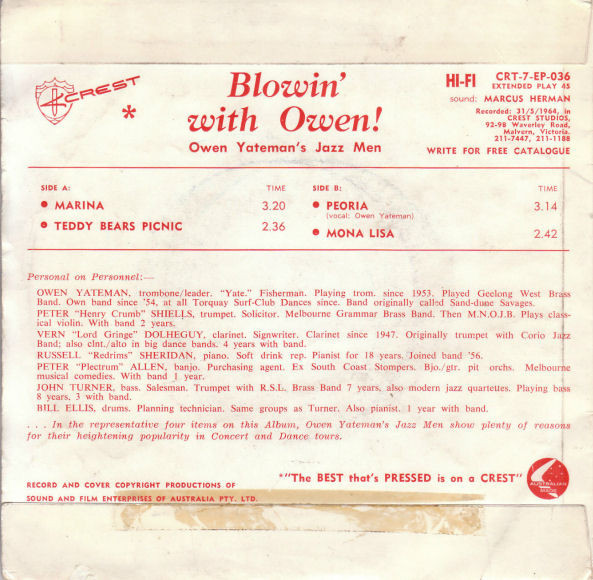 CREST
*
Blowin'
with Owen!
Owen Yateman's Jazz Men
HI-FI CRT-7-EP-036
EXTENDED PLAY 45
sound: MARCUS HERMAN
Recorded: 31/5/1964, in
CREST STUDIOS,
92-98 Waverley Road,
Malvern, Victoria.
211-7447, 211-1188
WRITE FOR FREE CATALOGUE
SIDE A: TIME
• MARINA 3.20
• TEDDY BEARS PICNIC 2.36
SIDE B: TIME
• PEORIA 3.14
(vocal: Owen Yateman)
• MONA LISA 2.42
Personal on Personnel:—
OWEN YATEMAN, trombone/leader. "Yate." Fisherman. Playing trom. since 1953. Played Geelong West Brass
Band. Own band since '54, at all Torquay Surf-Club Dances since. Band originally called Sand-dune Savages.
PETER "Henry Crumb" SHIELLS, trumpet. Solicitor. Melbourne Grammar Brass Band. Then M.N.O.J.B. Plays class-
ical violin. With band 2 years.
VERN "Lord Gringe" DOLHEGUY, clarinet. Signwriter. Clarinet since 1947. Originally trumpet with Corio Jazz
Band; also clnt./alto in big dance bands. 4 years with band.
RUSSELL "Redrims" SHERIDAN, piano. Soft drink rep. Pianist for 18 years. Joined band '56.
PETER "Plectrum" ALLEN, banjo. Purchasing agent. Ex South Coast Stompers. Bjo./gtr. pit orchs. Melbourne
musical comedies. With band 1 year.
JOHN TURNER, bass. Salesman. Trumpet with R.S.L. Brass Band 7 years, also modern jazz quartettes. Playing bass
8 years, 3 with band.
BILL ELLIS, drums. Planning technician. Same groups as Turner. Also pianist. 1 year with band.
. . . In the representative four items on this Album, Owen Yateman's Jazz Men show plenty of reasons
for their heightening popularity in Concert and Dance tours.
*"The BEST that's PRESSED is on a CREST"
AUSTRALIAN
MADE
RECORD AND COVER COPYRIGHT PRODUCTIONS OF
SOUND AND FILM ENTERPRISES OF AUSTRALIA PTY. LTD.